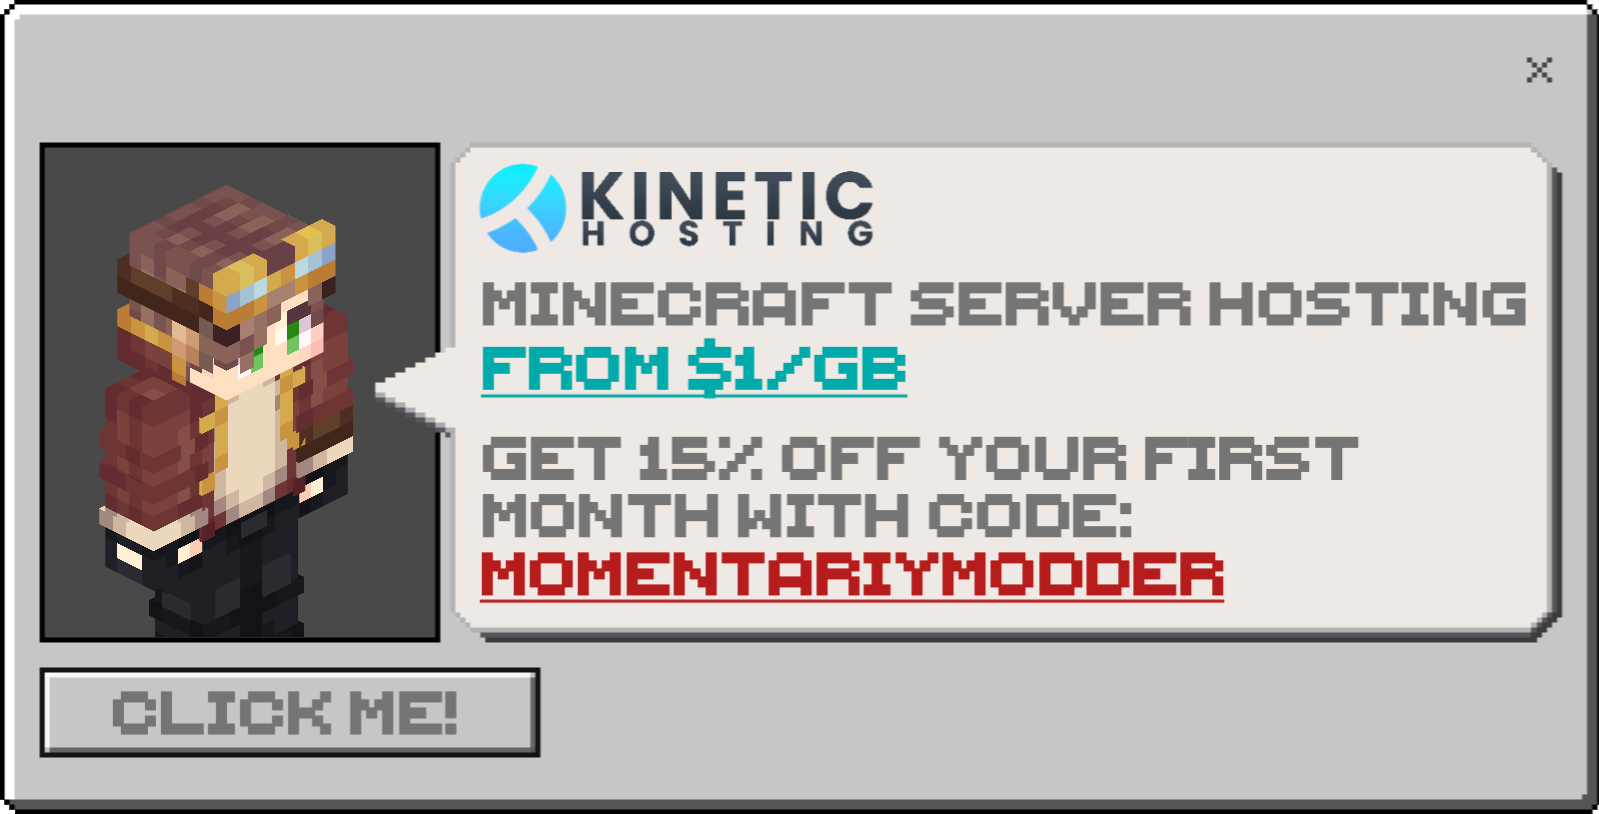 KINETIC
HOSTING
MINECRAFT SERVER HOSTING
FROM $1/GB
GET 15% OFF YOUR FIRST
MONTH WITH CODE:
MOMENTARIYMODDER
CLICK ME!